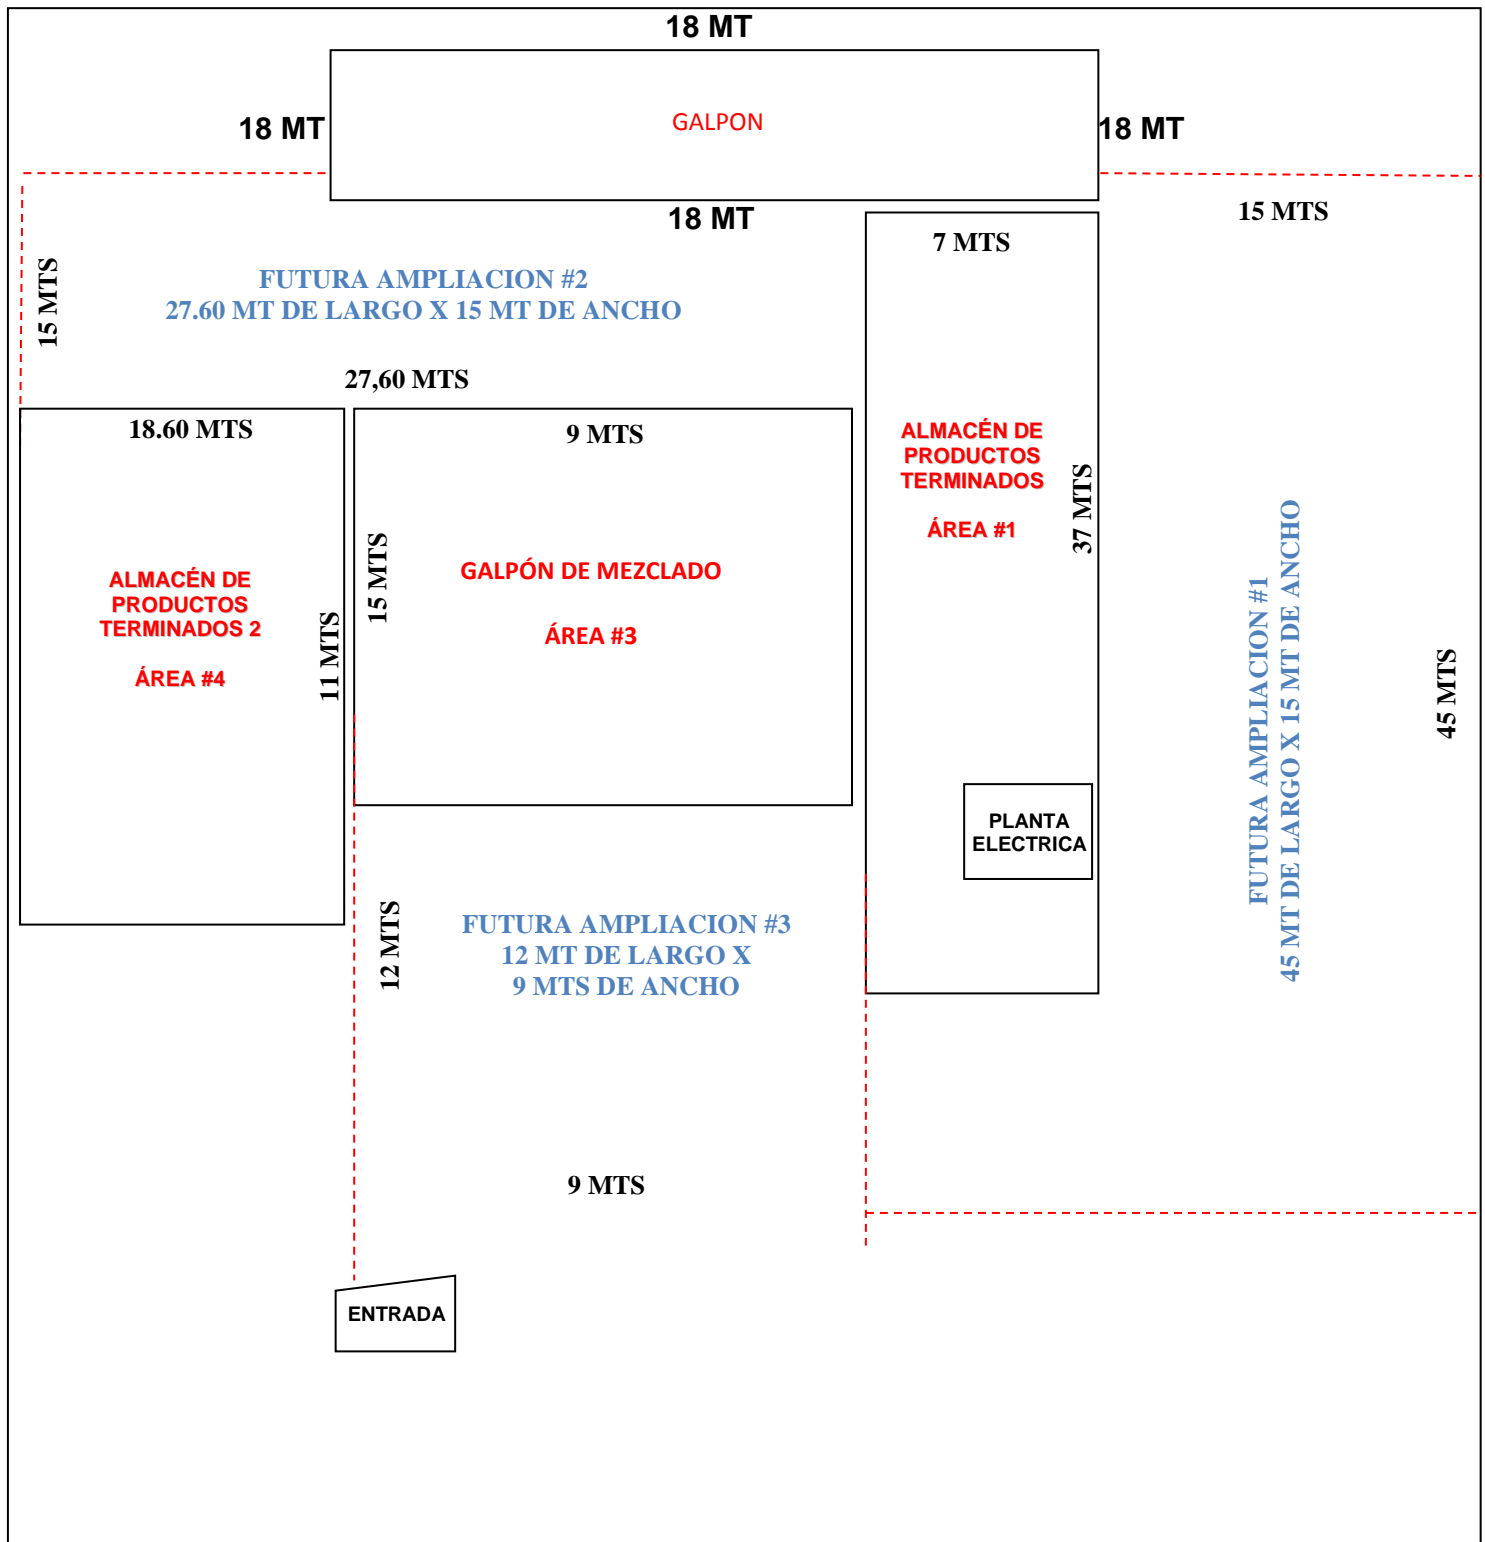 18 MT
GALPON
18 MT
18 MT
18 MT
15 MTS
7 MTS
15 MTS
FUTURA AMPLIACION #2
27.60 MT DE LARGO X 15 MT DE ANCHO
27,60 MTS
18.60 MTS
9 MTS
ALMACÉN DE
PRODUCTOS
TERMINADOS
ÁREA #1
37 MTS
15 MTS
GALPÓN DE MEZCLADO
ÁREA #3
ALMACÉN DE
PRODUCTOS
TERMINADOS 2
ÁREA #4
11 MTS
FUTURA AMPLIACION #1
45 MT DE LARGO X 15 MT DE ANCHO
45 MTS
PLANTA
ELECTRICA
12 MTS
FUTURA AMPLIACION #3
12 MT DE LARGO X
9 MTS DE ANCHO
9 MTS
ENTRADA